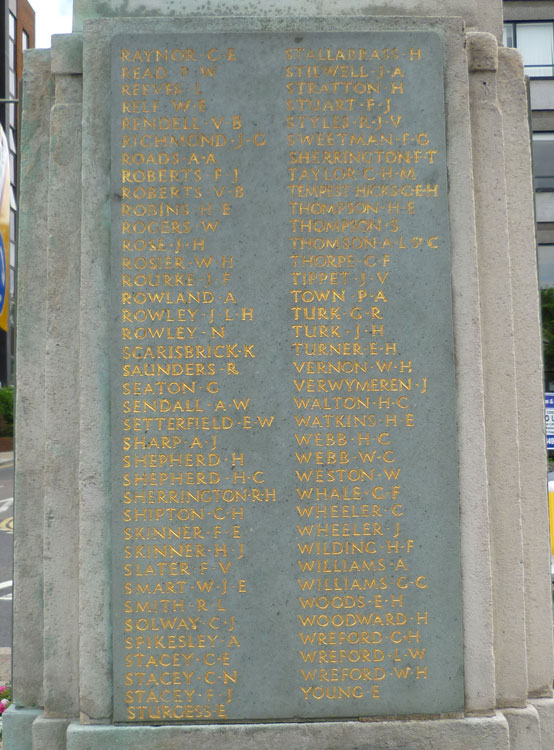 RAYNOR·C·E
READ·P·W
REEVES·L
RELF·W·E
RENDELL·V·B
RICHMOND·J·G
ROADS·A·A
ROBERTS·F·J
ROBERTS·V·B
ROBINS·H·E
ROGERS·W
ROSE·J·H
ROSIER·W·H
ROURKE·J·F
ROWLAND·A
ROWLEY·J·L·H
ROWLEY·N
SCARISBRICK·K
SAUNDERS·R
SEATON·C
SENDALL·A·W
SETTERFIELD·E·W
SHARP·A·J
SHEPHERD·H
SHEPHERD·H·C
SHERRINGTON·R·H
SHIPTON·C·H
SKINNER·F·E
SKINNER·H·J
SLATER·F·V
SMART·W·J·E
SMITH·R·L
SOLWAY·C·J
SPIKESLEY·A
STACEY·C·E
STACEY·C·N
STACEY·F·J
STURGESS·E
STALLABRASS·H
STILWELL·J·A
STRATTON·H
STUART·F·J
STYLES·R·J·V
SWEETMAN·F·G
SHERRINGTON·F·T
TAYLOR·C·H·M
TEMPEST·HICKS·C·E·H
THOMPSON·H·E
THOMPSON·S
THOMSON·A·L·S·C
THORPE·C·F
TIPPET·J·V
TOWN·P·A
TURK·G·R
TURK·J·H
TURNER·E·H
VERNON·W·H
VERWYMEREN·J
WALTON·H·C
WATKINS·H·E
WEBB·H·C
WEBB·W·C
WESTON·W
WHALE·C·F
WHEELER·C
WHEELER·J
WILDING·H·F
WILLIAMS·A
WILLIAMS·G·C
WOODS·E·H
WOODWARD·H
WREFORD·C·H
WREFORD·L·W
WREFORD·W·H
YOUNG·E